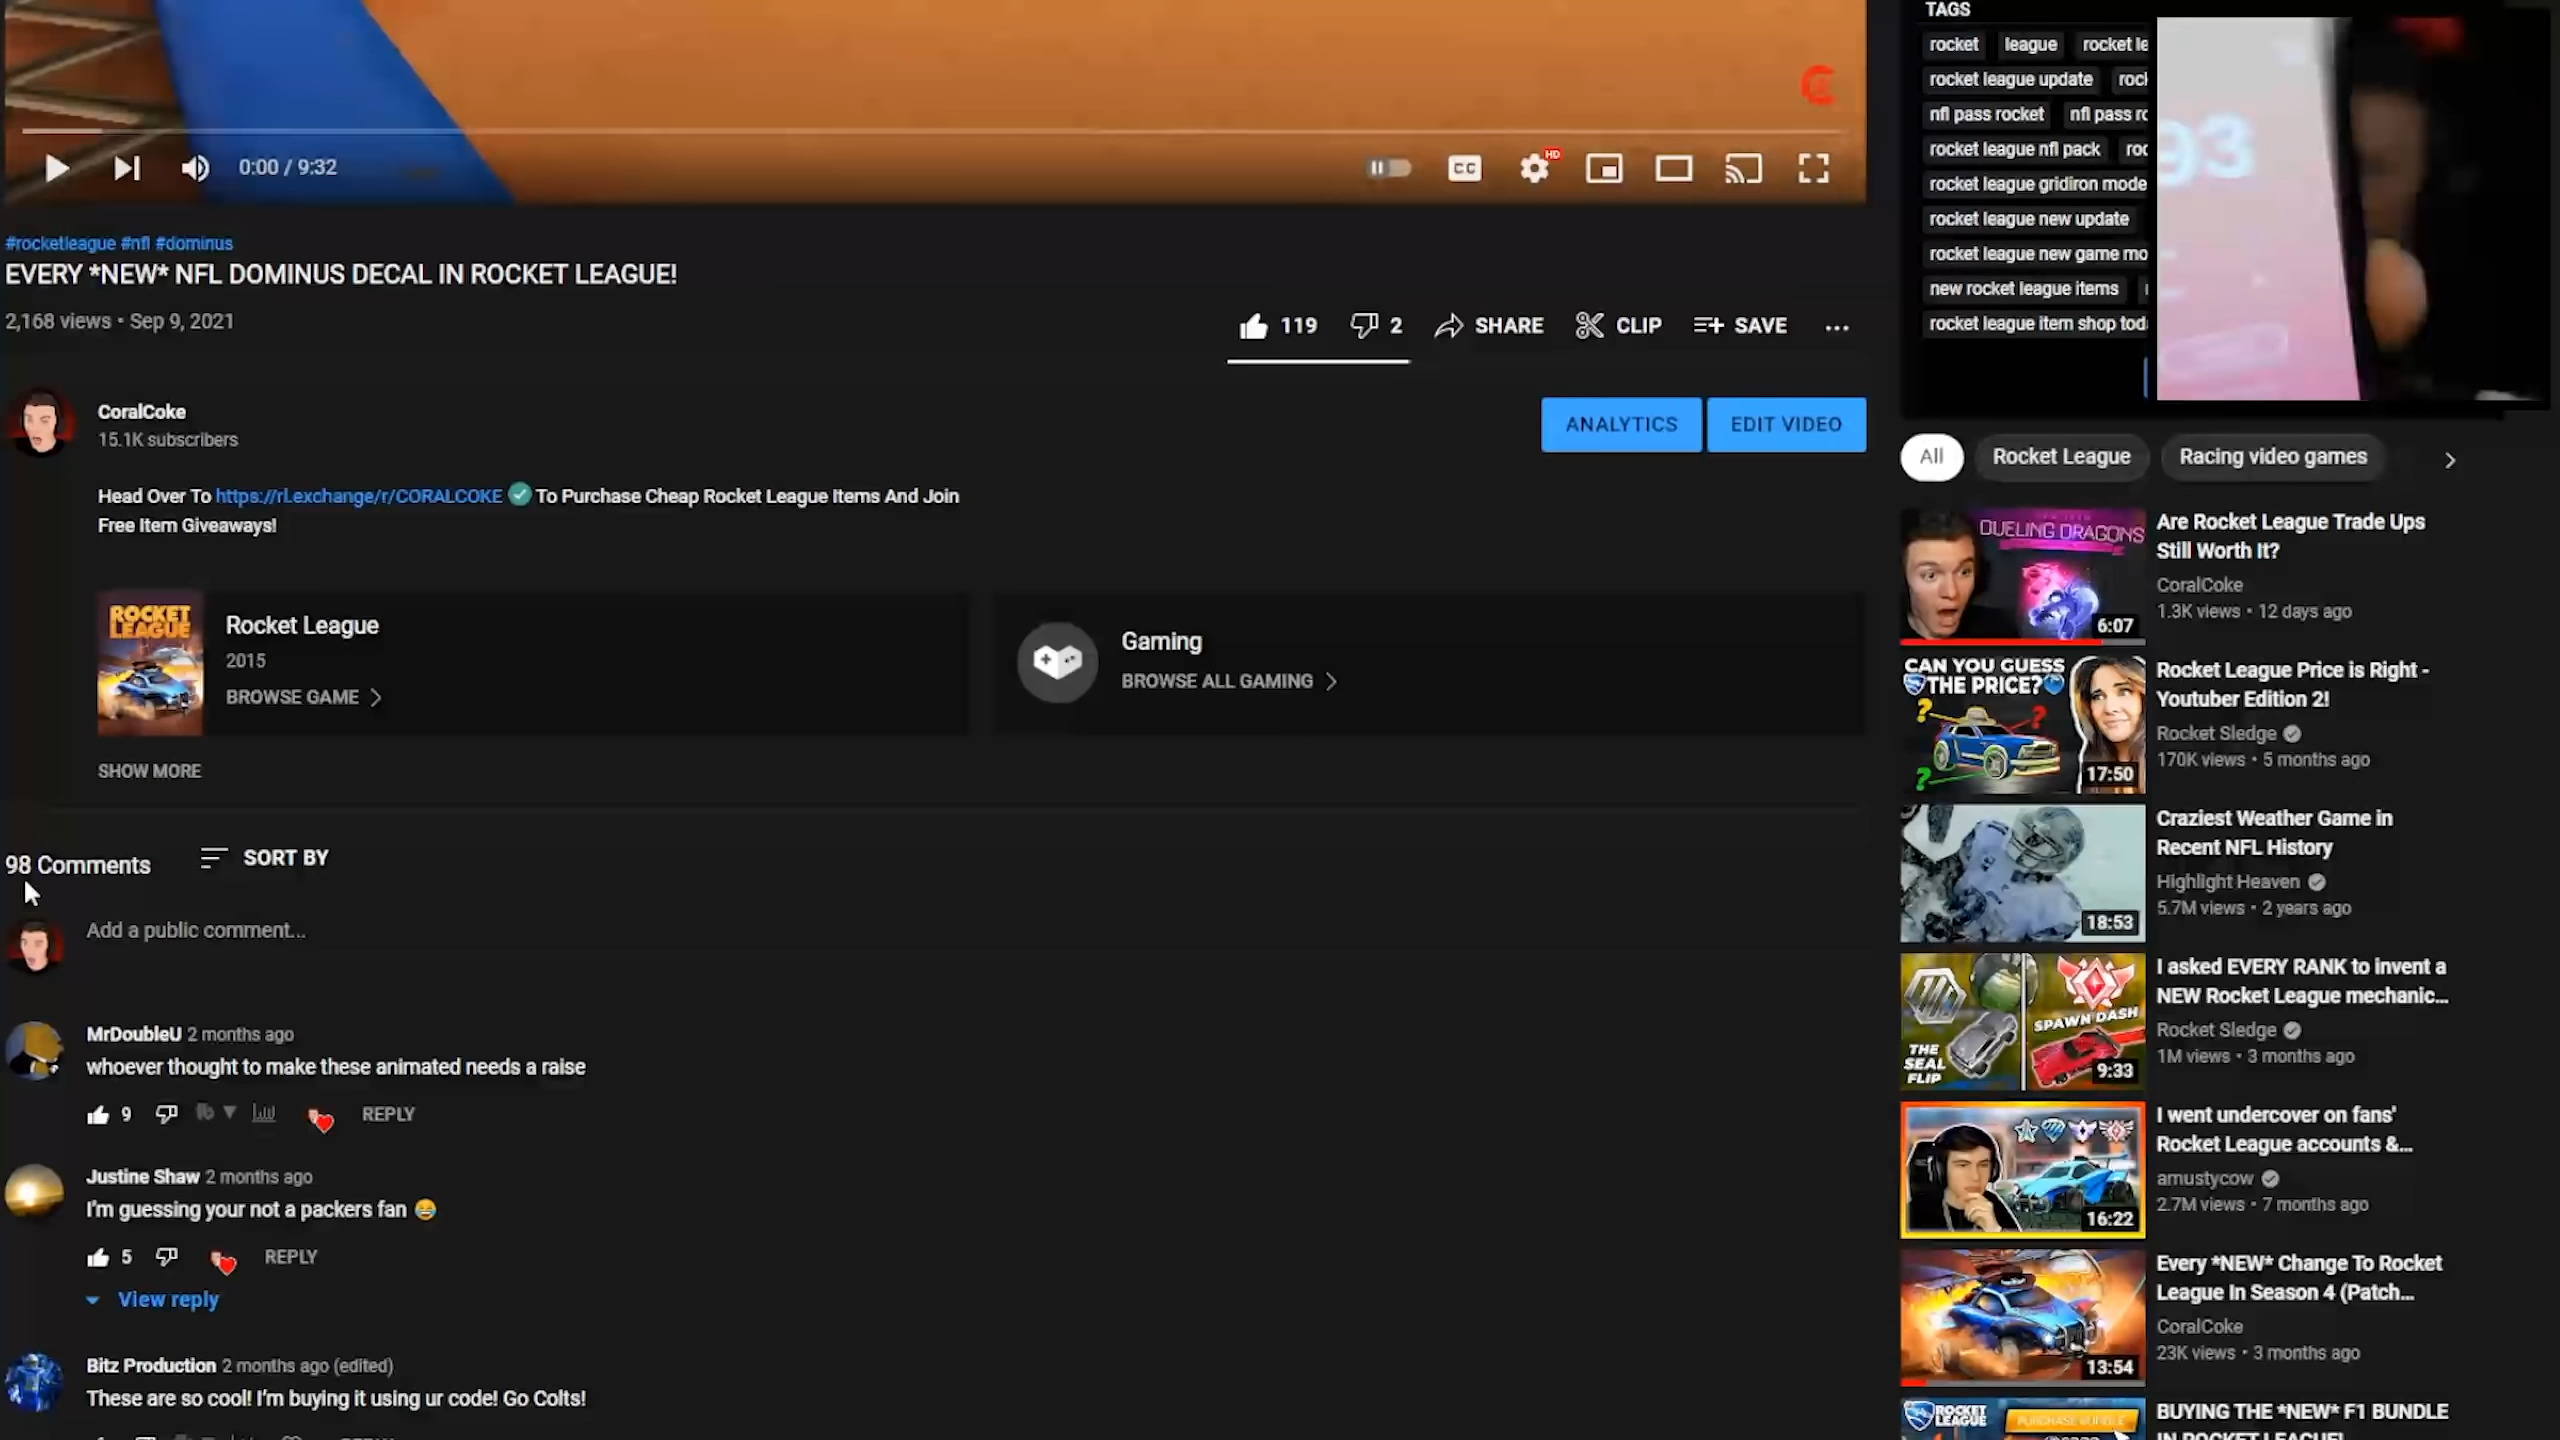 0:00 / 9:32
CC
HD
#rocketleague #nfl #dominus
EVERY *NEW* NFL DOMINUS DECAL IN ROCKET LEAGUE!
2,168 views • Sep 9, 2021
119
2
SHARE
CLIP
SAVE
CoralCoke
15.1K subscribers
ANALYTICS
EDIT VIDEO
Head Over To https://rl.exchange/r/CORALCOKE To Purchase Cheap Rocket League Items And Join
Free Item Giveaways!
ROCKET
LEAGUE
Rocket League
2015
BROWSE GAME
Gaming
BROWSE ALL GAMING
SHOW MORE
98 Comments
SORT BY
Add a public comment...
MrDoubleU 2 months ago
whoever thought to make these animated needs a raise
9
REPLY
Justine Shaw 2 months ago
I'm guessing your not a packers fan 😂
5
REPLY
View reply
Bitz Production 2 months ago (edited)
These are so cool! I'm buying it using ur code! Go Colts!
TAGS
rocket league rocket le
rocket league update rock
nfl pass rocket nfl pass ro
rocket league nfl pack roc
rocket league gridiron mode
rocket league new update
rocket league new game mo
new rocket league items
rocket league item shop tod
93
All
Rocket League
Racing video games
DUELING DRAGONS
6:07
Are Rocket League Trade Ups
Still Worth It?
CoralCoke
1.3K views • 12 days ago
CAN YOU GUESS
THE PRICE?
? ? ?
17:50
Rocket League Price is Right -
Youtuber Edition 2!
Rocket Sledge
170K views • 5 months ago
18:53
Craziest Weather Game in
Recent NFL History
Highlight Heaven
5.7M views • 2 years ago
SPAWN DASH
THE
SEAL
FLIP
9:33
I asked EVERY RANK to invent a
NEW Rocket League mechanic...
Rocket Sledge
1M views • 3 months ago
16:22
I went undercover on fans'
Rocket League accounts &...
amustycow
2.7M views • 7 months ago
13:54
Every *NEW* Change To Rocket
League In Season 4 (Patch...
CoralCoke
23K views • 3 months ago
ROCKET
LEAGUE
PURCHASE BUNDLE
BUYING THE *NEW* F1 BUNDLE
IN ROCKET LEAGUE!